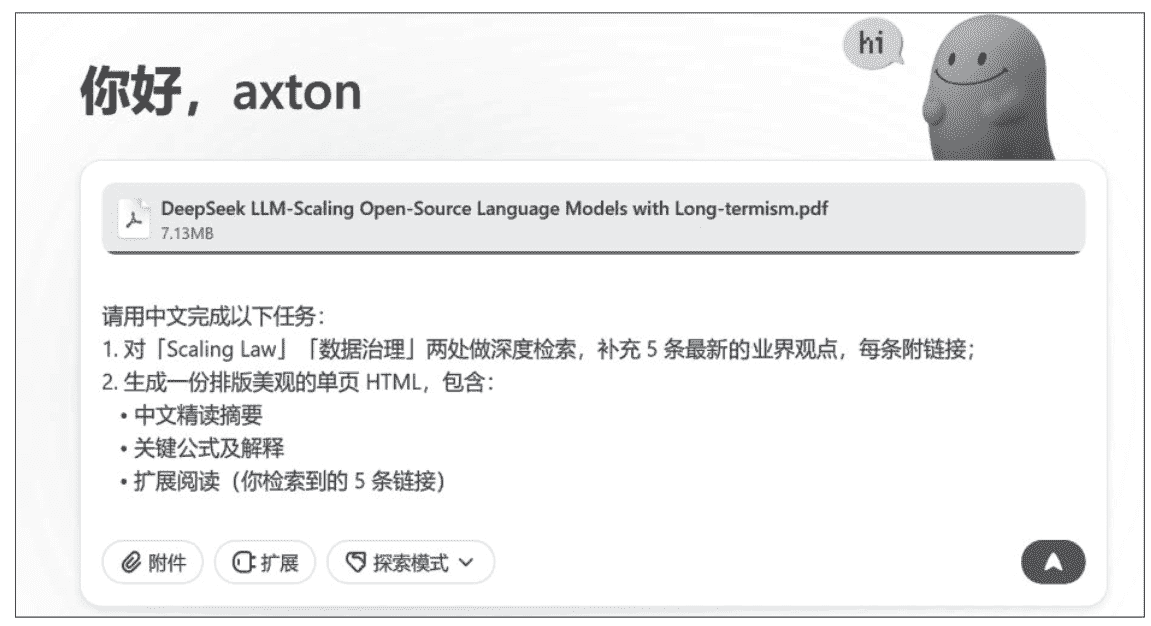 hi
你好，axton
DeepSeek LLM-Scaling Open-Source Language Models with Long-termism.pdf
7.13MB
请用中文完成以下任务：
1. 对「Scaling Law」「数据治理」两处做深度检索，补充 5 条最新的业界观点，每条附链接；
2. 生成一份排版美观的单页 HTML，包含：
• 中文精读摘要
• 关键公式及解释
• 扩展阅读（你检索到的 5 条链接）
附件 扩展 探索模式